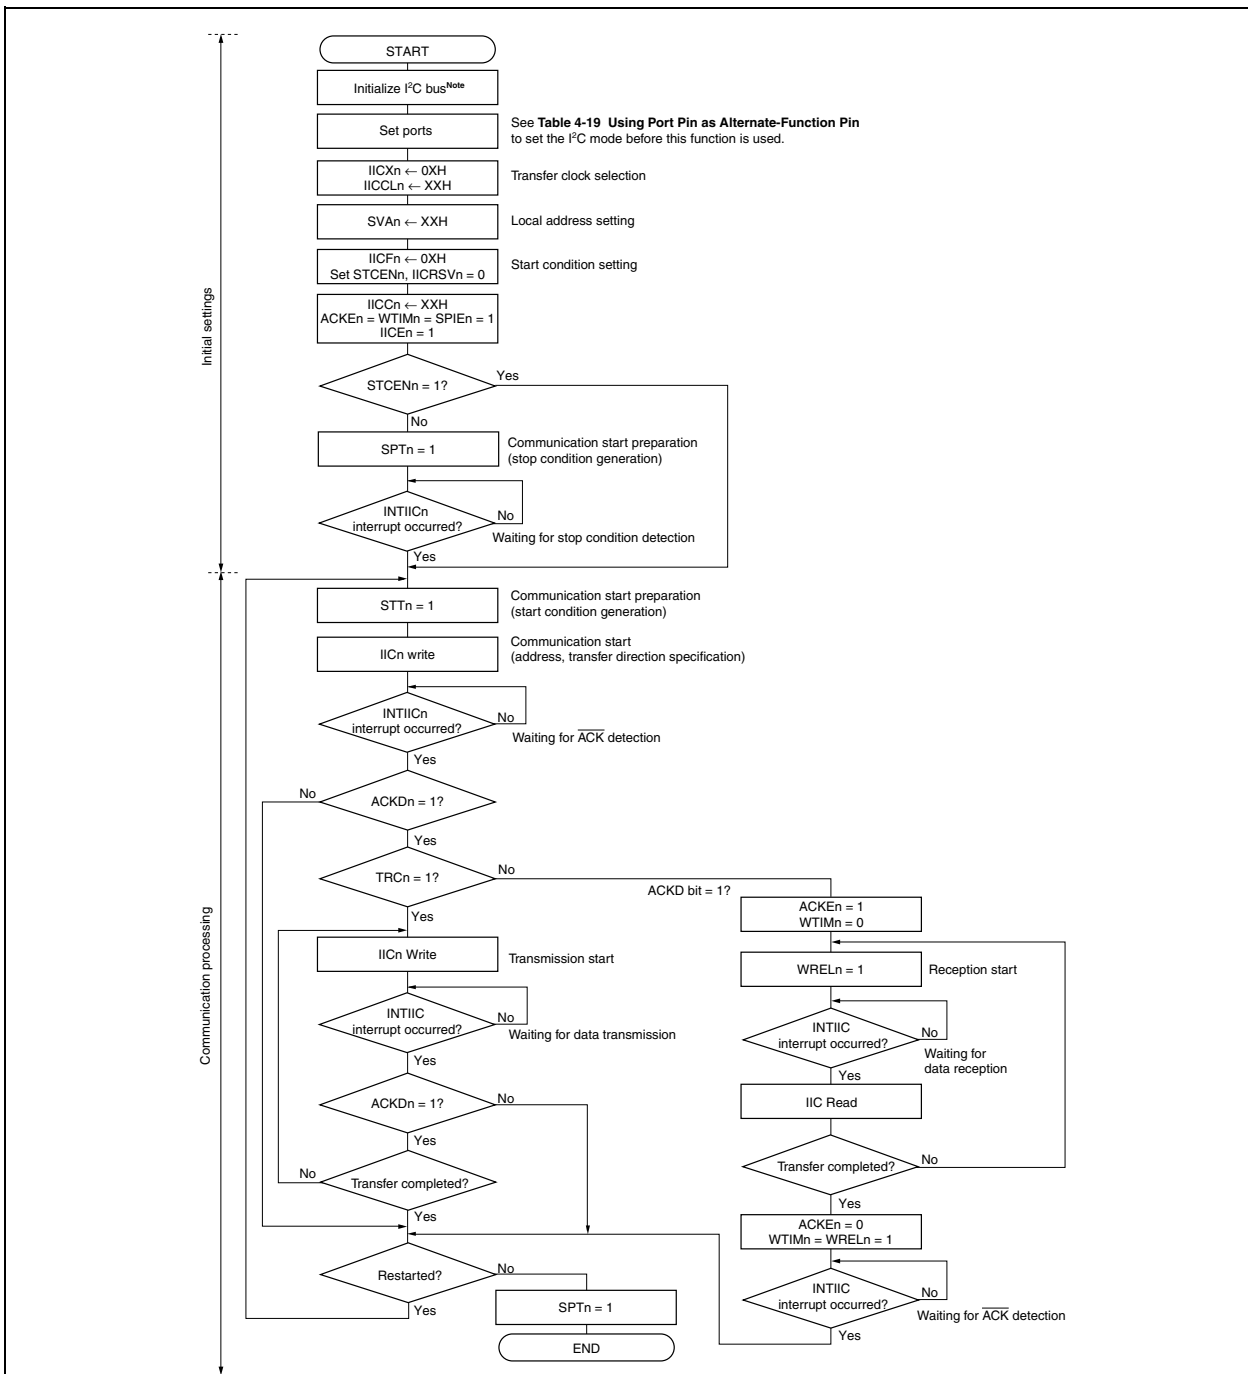 START
Initialize I²C busNote
Set ports
See Table 4-19 Using Port Pin as Alternate-Function Pin
to set the I²C mode before this function is used.
IICXn ← 0XH
IICCLn ← XXH
Transfer clock selection
SVAn ← XXH
Local address setting
IICFn ← 0XH
Set STCENn, IICRSVn = 0
Start condition setting
IICCn ← XXH
ACKEn = WTIMn = SPIEn = 1
IICEn = 1
Initial settings
STCENn = 1?
Yes
No
SPTn = 1
Communication start preparation
(stop condition generation)
INTIICn
interrupt occurred?
No
Waiting for stop condition detection
Yes
STTn = 1
Communication start preparation
(start condition generation)
IICn write
Communication start
(address, transfer direction specification)
INTIICn
interrupt occurred?
No
Waiting for A̅C̅K̅ detection
Yes
No
ACKDn = 1?
Yes
TRCn = 1?
No
ACKD bit = 1?
Yes
Communication processing
IICn Write
Transmission start
INTIIC
interrupt occurred?
No
Waiting for data transmission
Yes
ACKDn = 1?
No
Yes
No
Transfer completed?
Yes
Restarted?
No
Yes
SPTn = 1
END
ACKEn = 1
WTIMn = 0
WRELn = 1
Reception start
INTIIC
interrupt occurred?
No
Waiting for
data reception
Yes
IIC Read
Transfer completed?
No
Yes
ACKEn = 0
WTIMn = WRELn = 1
INTIIC
interrupt occurred?
No
Waiting for A̅C̅K̅ detection
Yes